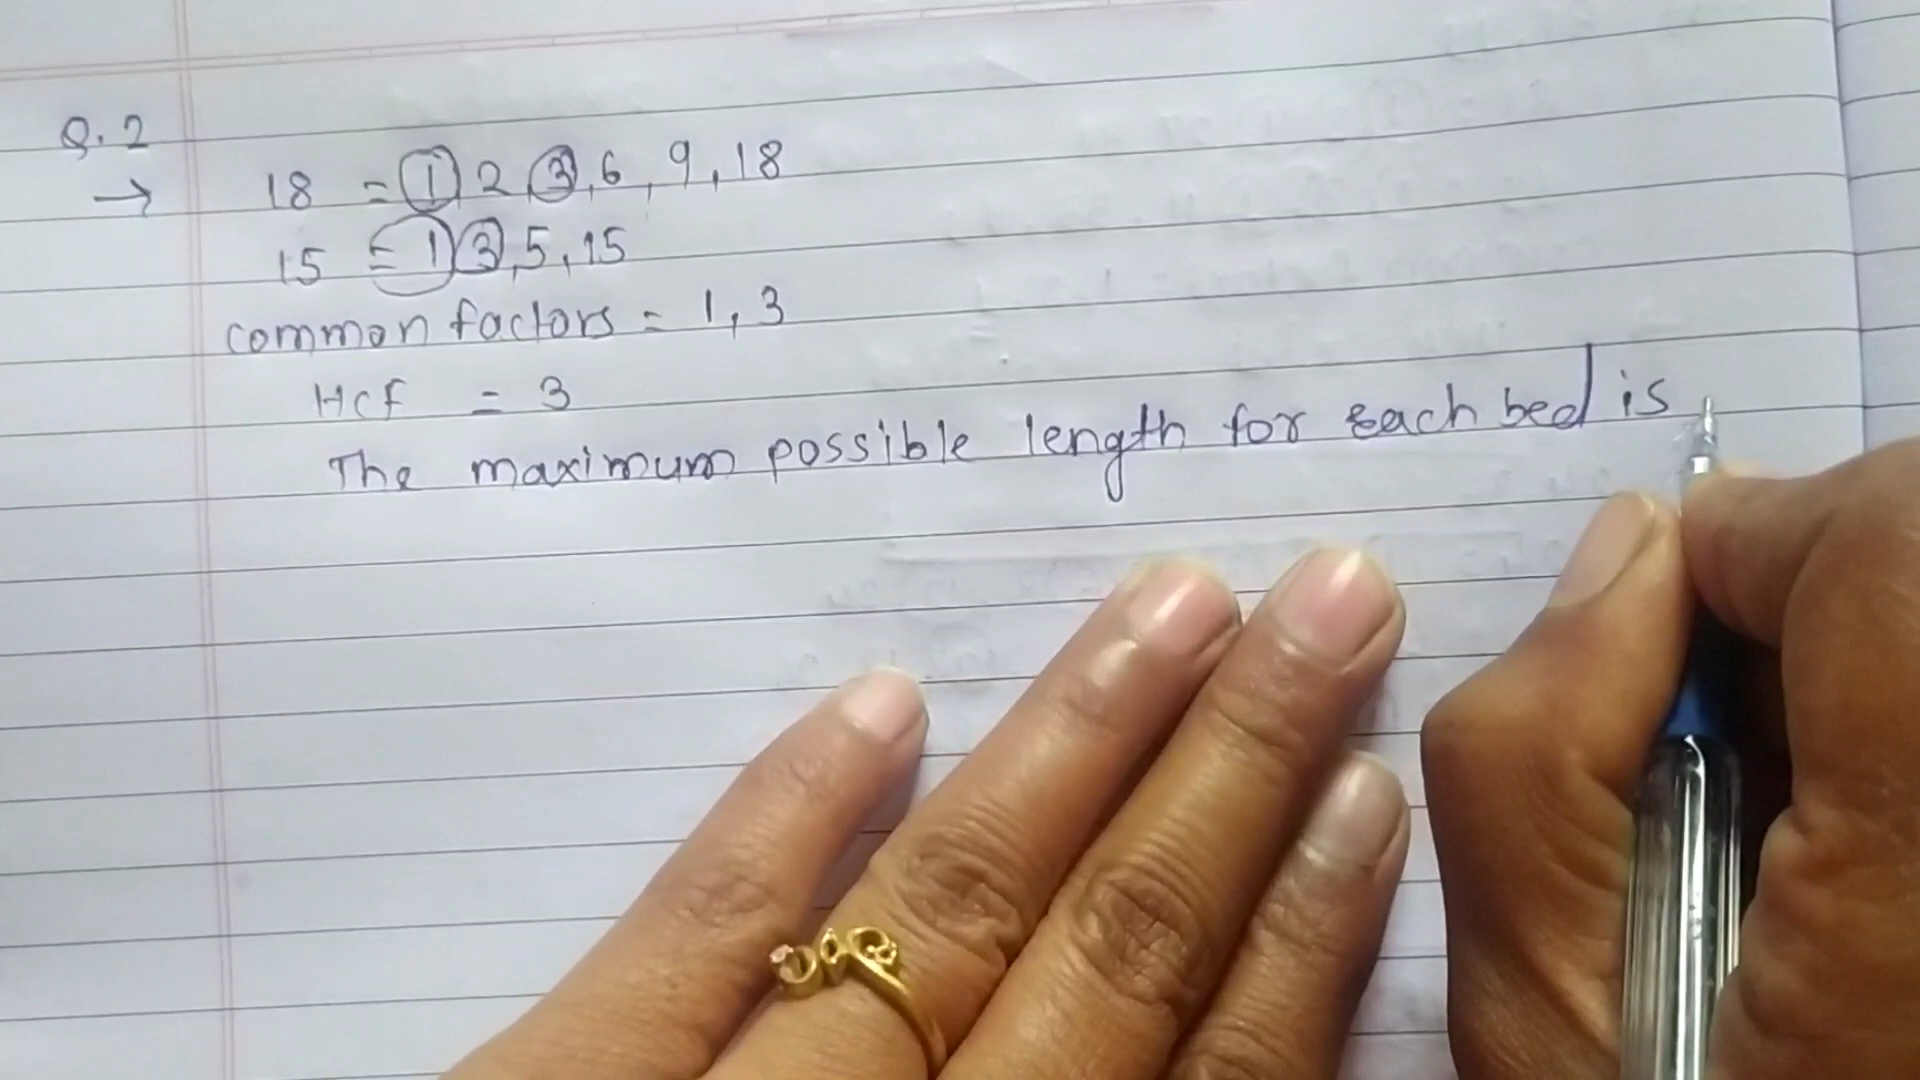 Q.2
→ 18 = 1, 2, 3, 6, 9, 18
15 = 1, 3, 5, 15
common factors = 1, 3
HCF = 3
The maximum possible length for each bed is